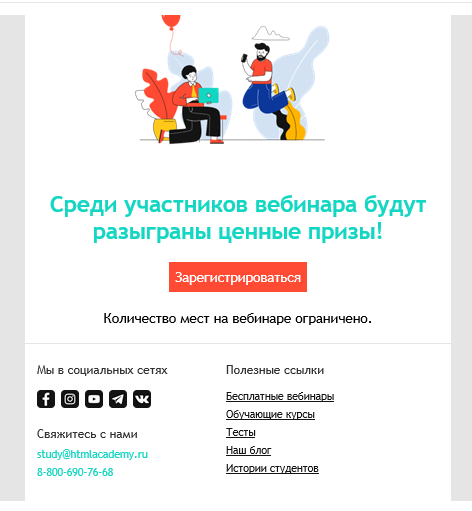 Среди участников вебинара будут
разыграны ценные призы!
Зарегистрироваться
Количество мест на вебинаре ограничено.
Мы в социальных сетях
Свяжитесь с нами
study@htmlacademy.ru
8-800-690-76-68
Полезные ссылки
Бесплатные вебинары
Обучающие курсы
Тесты
Наш блог
Истории студентов